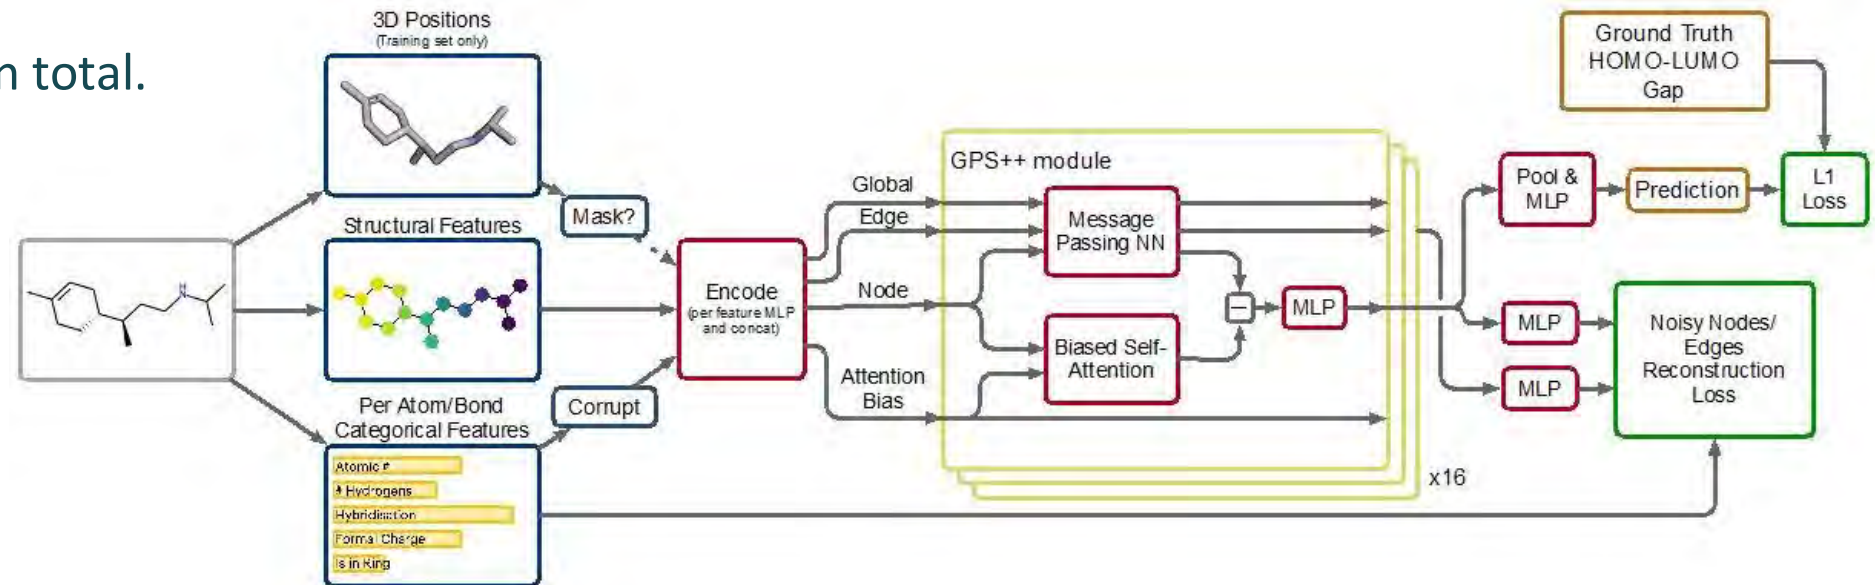 n total.
3D Positions
(Training set only)
Mask?
Structural Features
Per Atom/Bond
Categorical Features
Corrupt
Atomic #
# Hydrogens
Hybridisation
Formal Charge
Is in Ring
H
N
Encode
(per feature MLP
and concat)
Global
Edge
Node
Attention
Bias
GPS++ module
Message
Passing NN
Biased Self-
Attention
MLP
x16
Ground Truth
HOMO-LUMO
Gap
Pool &
MLP
Prediction
L1
Loss
MLP
MLP
Noisy Nodes/
Edges
Reconstruction
Loss